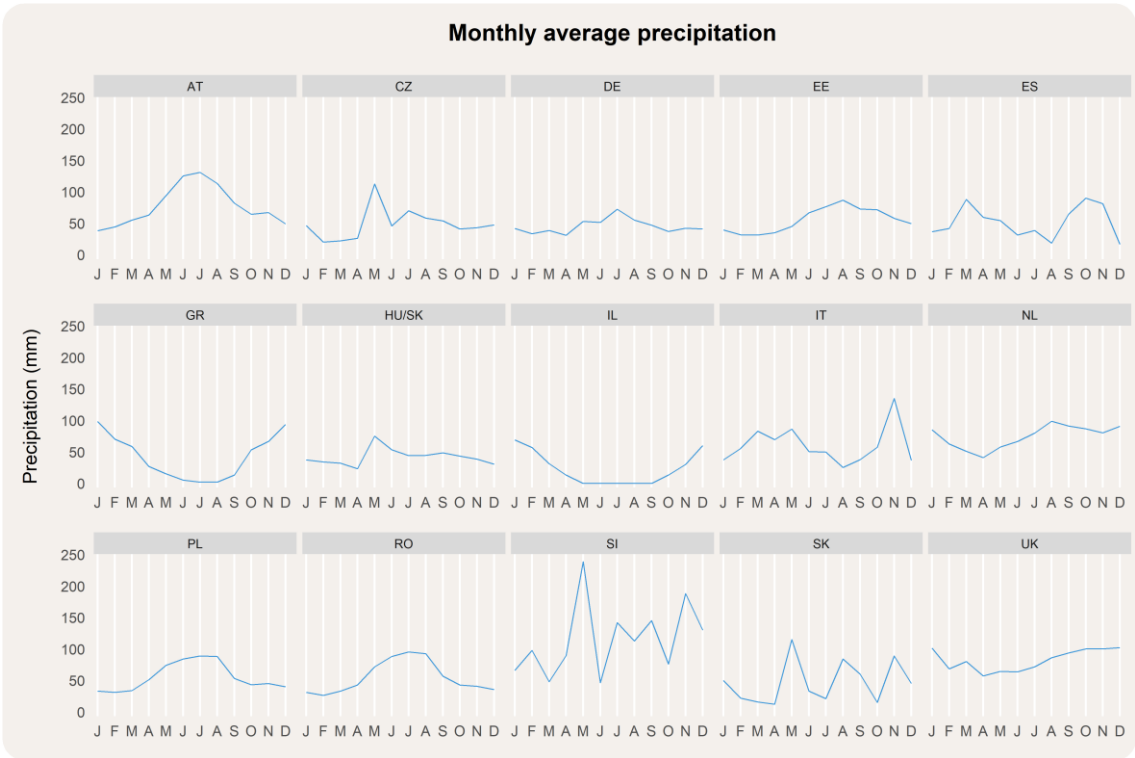 Monthly average precipitation
AT CZ DE EE ES
250
200
150
100
50
0
J F M A M J J A S O N D J F M A M J J A S O N D J F M A M J J A S O N D J F M A M J J A S O N D J F M A M J J A S O N D
GR HU/SK IL IT NL
250
200
150
100
50
0
J F M A M J J A S O N D J F M A M J J A S O N D J F M A M J J A S O N D J F M A M J J A S O N D J F M A M J J A S O N D
Precipitation (mm)
PL RO SI SK UK
250
200
150
100
50
0
J F M A M J J A S O N D J F M A M J J A S O N D J F M A M J J A S O N D J F M A M J J A S O N D J F M A M J J A S O N D